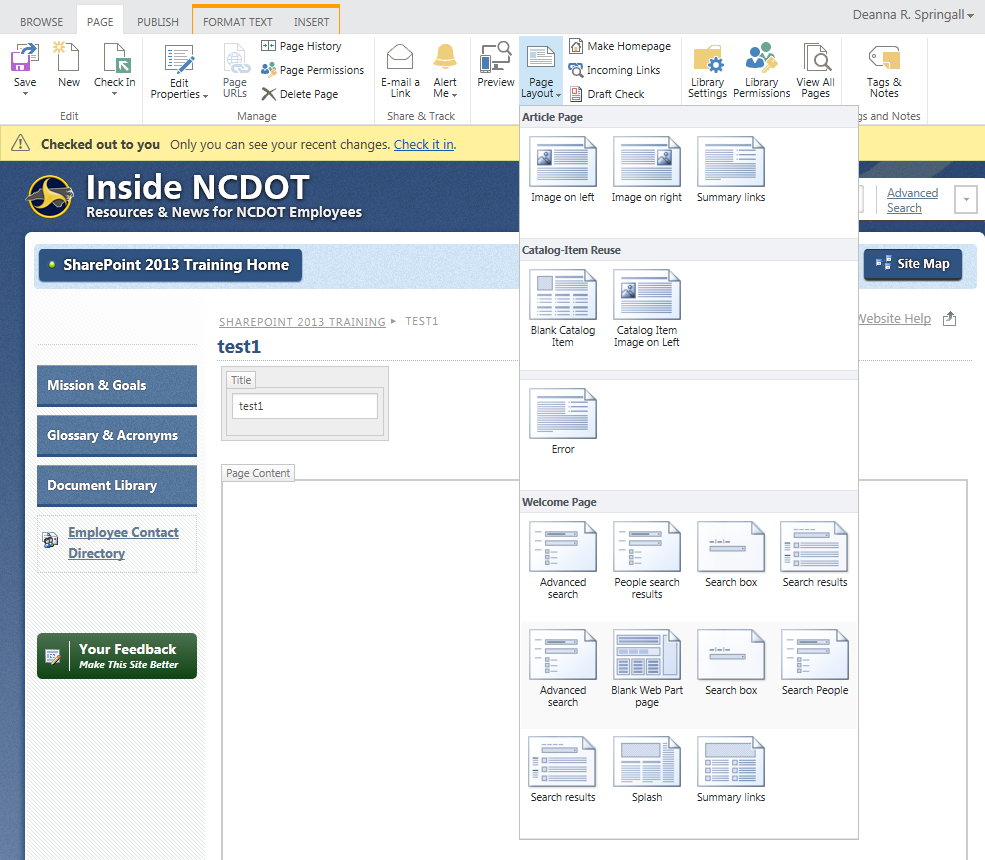 BROWSE PAGE PUBLISH FORMAT TEXT INSERT Deanna R. Springall
Save
New
Check In
Edit
Properties
Page
URLs
Page History
Page Permissions
Delete Page
E-mail a
Link
Alert
Me
Preview
Page
Layout
Make Homepage
Incoming Links
Draft Check
Library
Settings
Library
Permissions
View All
Pages
Tags &
Notes
Edit Manage Share & Track gs and Notes
Checked out to you Only you can see your recent changes. Check it in.
Inside NCDOT
Resources & News for NCDOT Employees
Advanced
Search
SharePoint 2013 Training Home
Site Map
SHAREPOINT 2013 TRAINING TEST1
Website Help
test1
Title
test1
Page Content
Mission & Goals
Glossary & Acronyms
Document Library
Employee Contact
Directory
Your Feedback
Make This Site Better
Article Page
Image on left
Image on right
Summary links
Catalog-Item Reuse
Blank Catalog
Item
Catalog Item
Image on Left
Error
Welcome Page
Advanced
search
People search
results
Search box
Search results
Advanced
search
Blank Web Part
page
Search box
Search People
Search results
Splash
Summary links